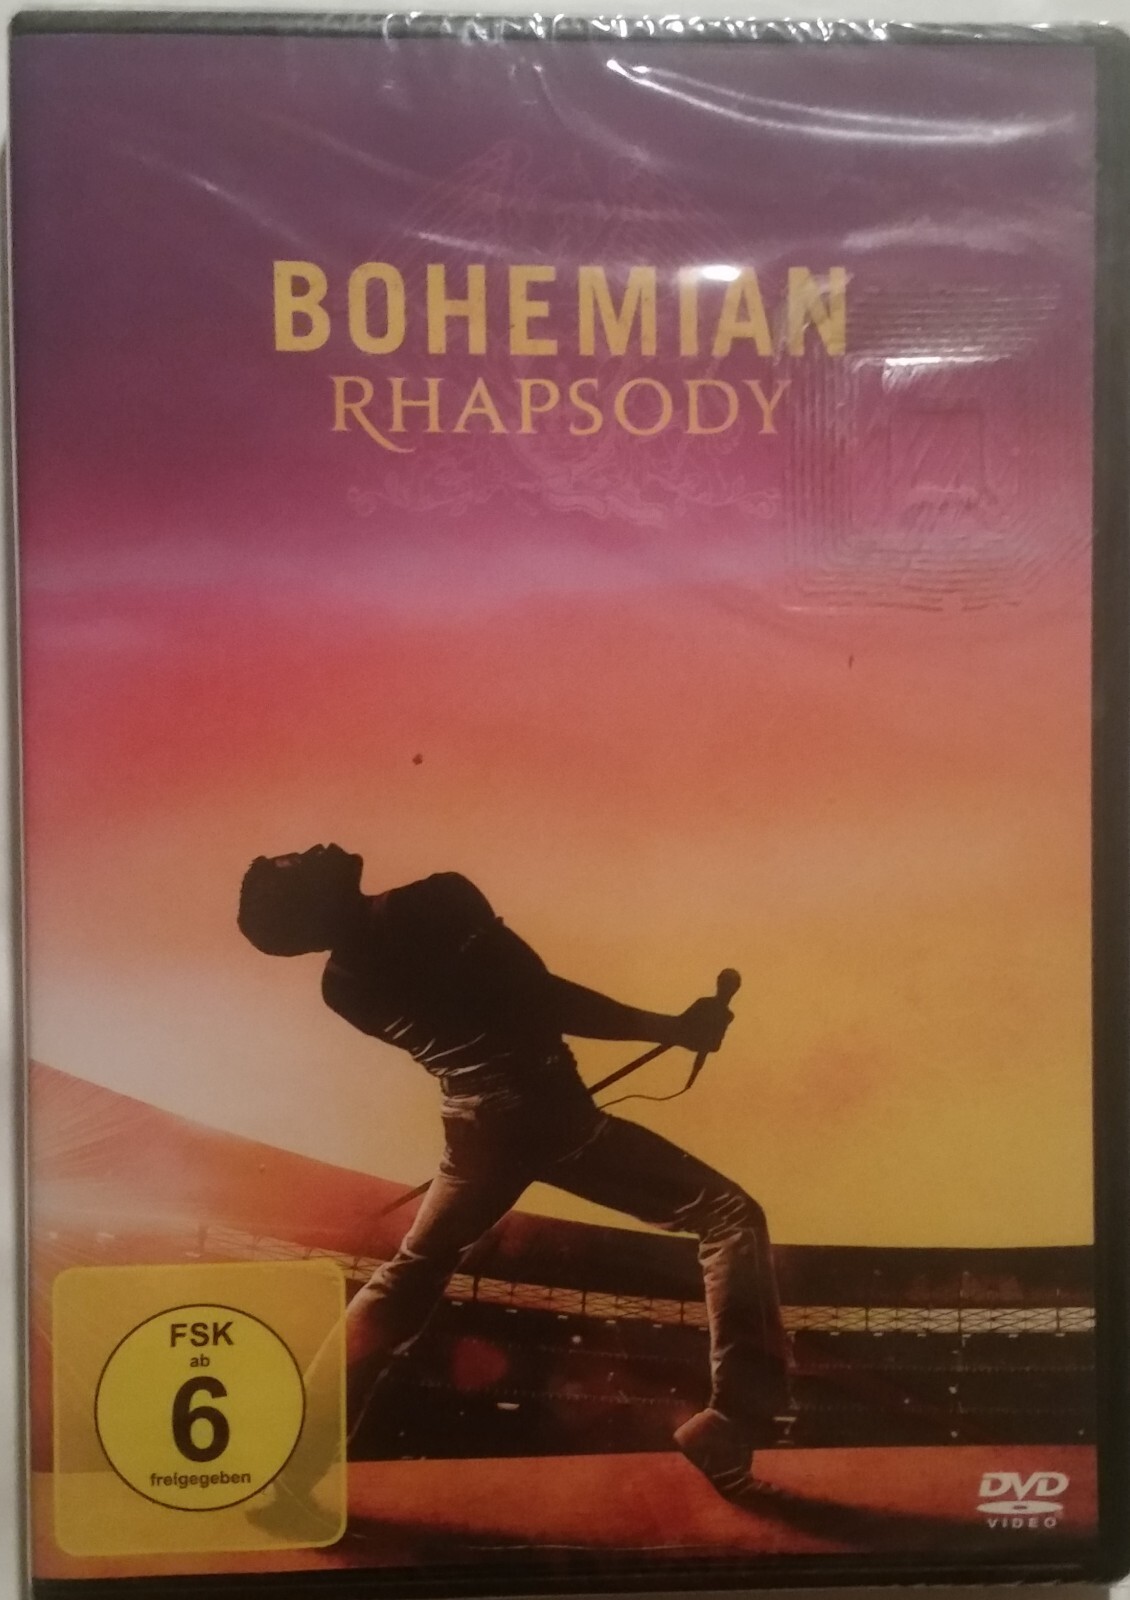 BOHEMIAN
RHAPSODY
FSK
ab
6
freigegeben
DVD
VIDEO